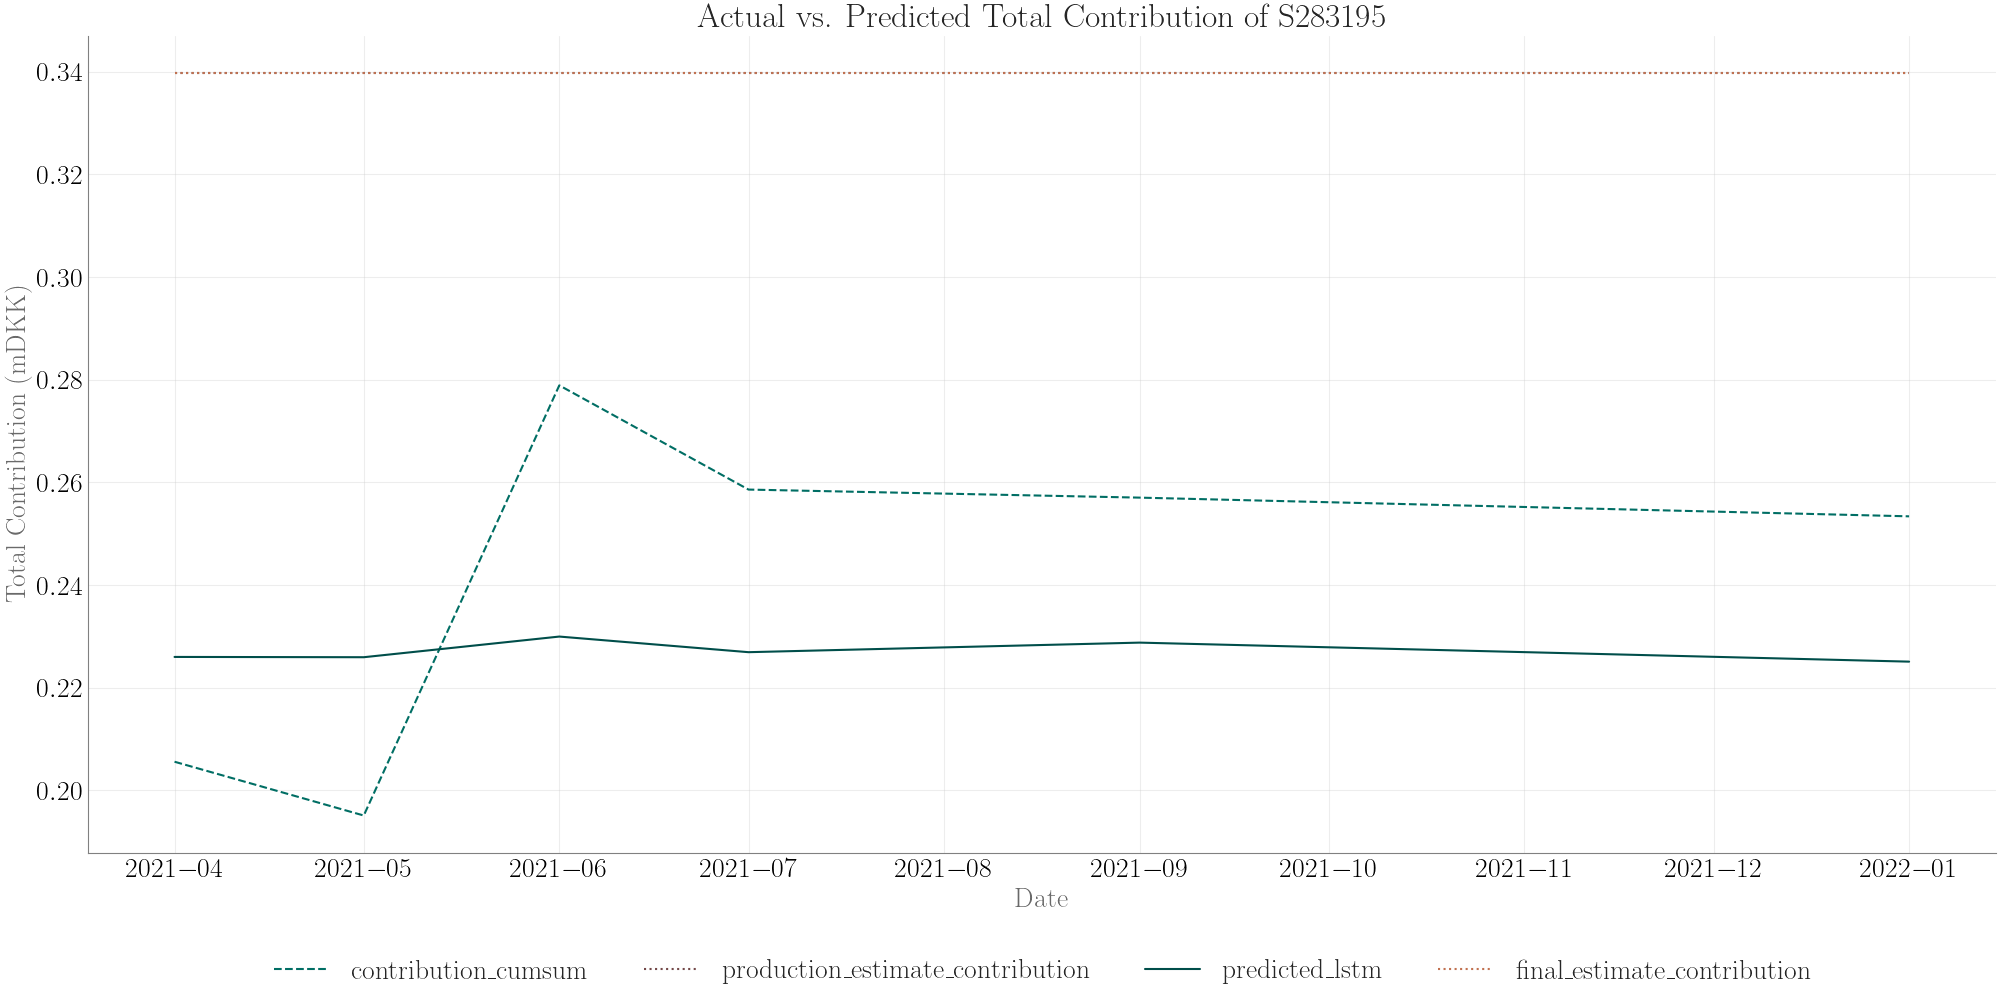 Actual vs. Predicted Total Contribution of S283195
Total Contribution (mDKK)
0.34
0.32
0.30
0.28
0.26
0.24
0.22
0.20
2021−04 2021−05 2021−06 2021−07 2021−08 2021−09 2021−10 2021−11 2021−12 2022−01
Date
contribution_cumsum production_estimate_contribution predicted_lstm final_estimate_contribution